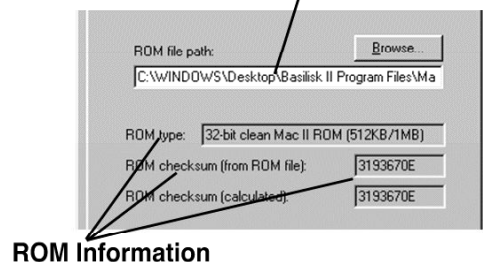 ROM file path: Browse...
C:\WINDOWS\Desktop\Basilisk II Program Files\Ma
ROM type: 32-bit clean Mac II ROM (512KB/1MB)
ROM checksum (from ROM file): 3193670E
ROM checksum (calculated): 3193670E
ROM Information